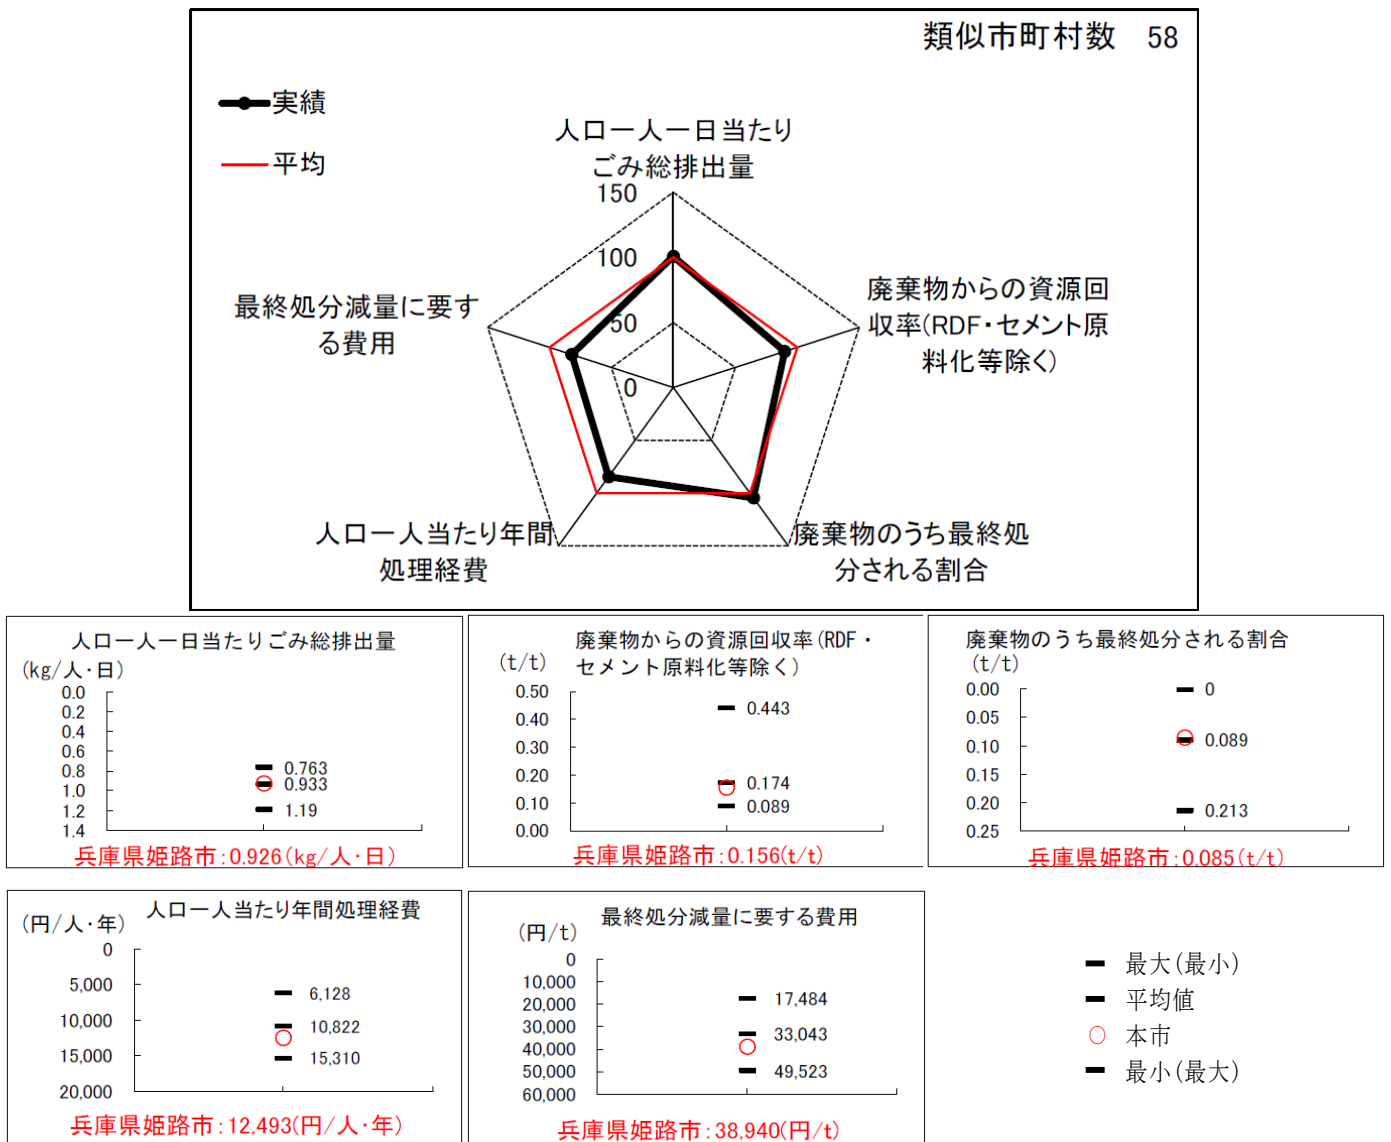 類似市町村数 58
実績
平均
人口一人一日当たり
ごみ総排出量
150
100
50
0
廃棄物からの資源回
収率(RDF・セメント原
料化等除く)
最終処分減量に要す
る費用
人口一人当たり年間
処理経費
廃棄物のうち最終処
分される割合
人口一人一日当たりごみ総排出量
(kg/人・日)
0.0
0.2
0.4
0.6
0.8
1.0
1.2
1.4
0.763
0.933
1.19
兵庫県姫路市:0.926(kg/人・日)
廃棄物からの資源回収率(RDF・
セメント原料化等除く)
(t/t)
0.50
0.40
0.30
0.20
0.10
0.00
0.443
0.174
0.089
兵庫県姫路市:0.156(t/t)
廃棄物のうち最終処分される割合
(t/t)
0.00
0.05
0.10
0.15
0.20
0.25
0
0.089
0.213
兵庫県姫路市:0.085(t/t)
人口一人当たり年間処理経費
(円/人・年)
0
5,000
10,000
15,000
20,000
6,128
10,822
15,310
兵庫県姫路市:12,493(円/人・年)
最終処分減量に要する費用
(円/t)
0
10,000
20,000
30,000
40,000
50,000
60,000
17,484
33,043
49,523
兵庫県姫路市:38,940(円/t)
最大(最小)
平均値
本市
最小(最大)